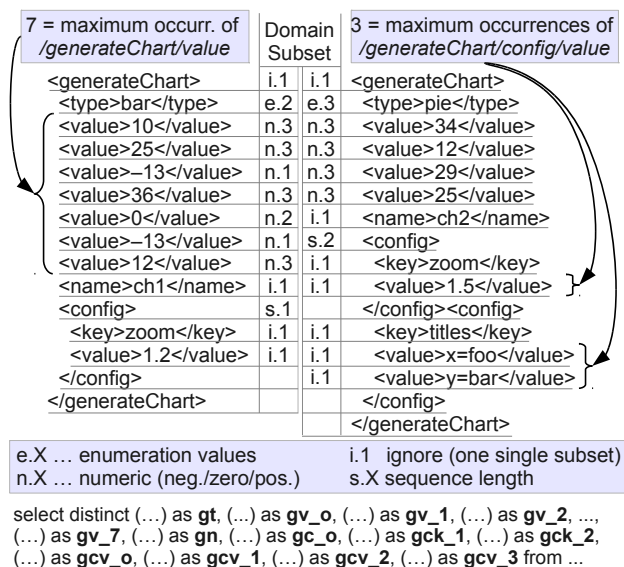 7 = maximum occurr. of
/generateChart/value
Domain
Subset
3 = maximum occurrences of
/generateChart/config/value
<generateChart> i.1 i.1 <generateChart>
<type>bar</type> e.2 e.3 <type>pie</type>
<value>10</value> n.3 n.3 <value>34</value>
<value>25</value> n.3 n.3 <value>12</value>
<value>–13</value> n.1 n.3 <value>29</value>
<value>36</value> n.3 n.3 <value>25</value>
<value>0</value> n.2 i.1 <name>ch2</name>
<value>–13</value> n.1 s.2 <config>
<value>12</value> n.3 i.1 <key>zoom</key>
<name>ch1</name> i.1 i.1 <value>1.5</value>
<config> s.1 </config><config>
<key>zoom</key> i.1 i.1 <key>titles</key>
<value>1.2</value> i.1 i.1 <value>x=foo</value>
</config> i.1 <value>y=bar</value>
</generateChart> </config>
</generateChart>
e.X … enumeration values i.1 ignore (one single subset)
n.X … numeric (neg./zero/pos.) s.X sequence length
select distinct (…) as gt, (...) as gv_o, (…) as gv_1, (…) as gv_2, ...,
(…) as gv_7, (…) as gn, (…) as gc_o, (…) as gck_1, (…) as gck_2,
(…) as gcv_o, (…) as gcv_1, (…) as gcv_2, (…) as gcv_3 from ...